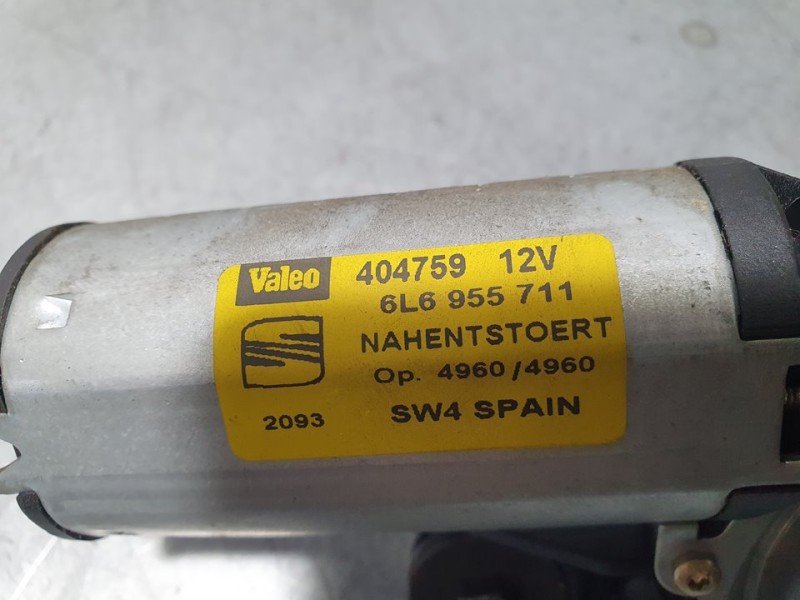 Valeo 404759 12V
6L6 955 711
NAHENTSTOERT
Op. 4960/4960
2093 SW4 SPAIN